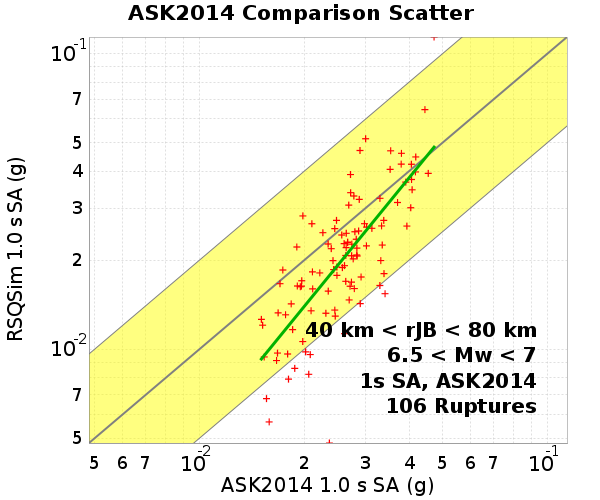 ASK2014 Comparison Scatter
RSQSim 1.0 s SA (g)
10-1
7
5
4
3
2
10-2
7
5
40 km < rJB < 80 km
6.5 < Mw < 7
1s SA, ASK2014
106 Ruptures
5 6 7 10-2 2 3 4 5 6 7 10-1
ASK2014 1.0 s SA (g)